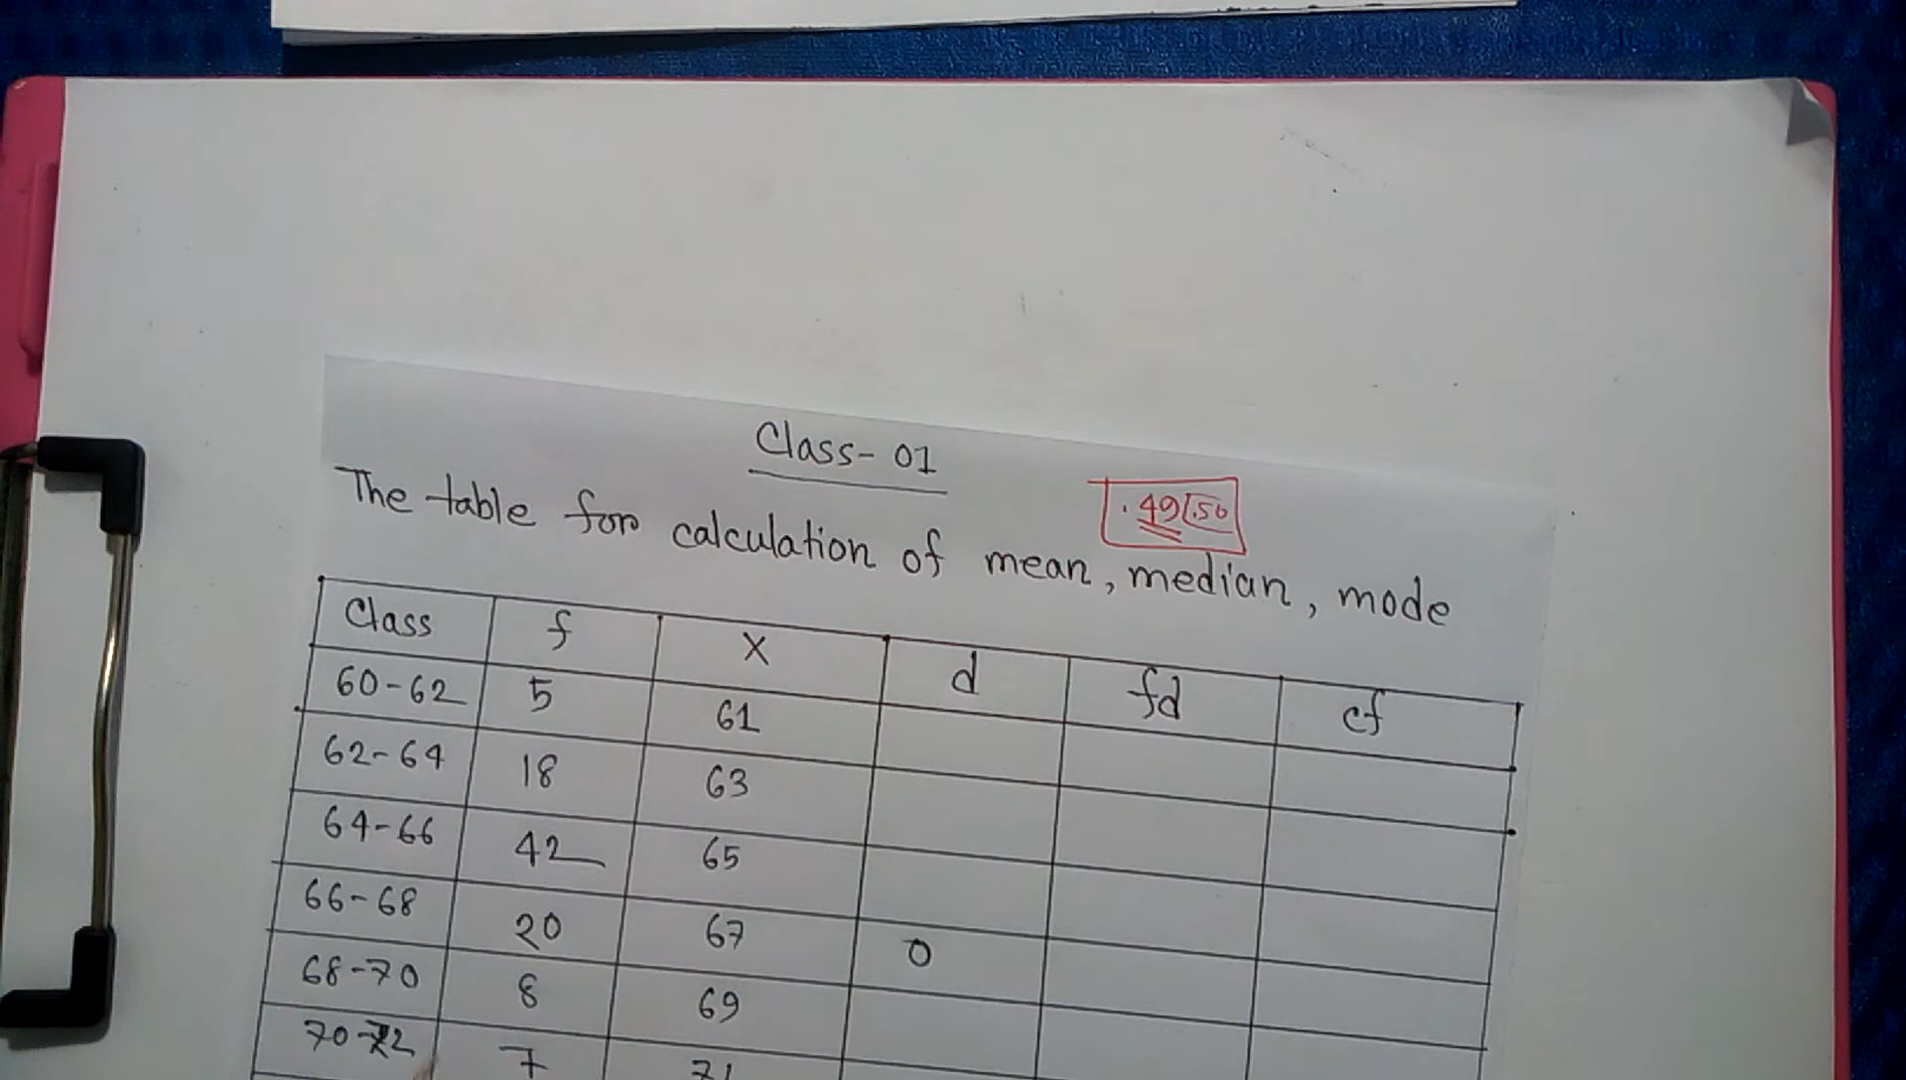 Class- 01
.49/.50
The table for calculation of mean, median, mode
Class f X d fd cf
60-62 5 61
62-64 18 63
64-66 42 65
66-68 20 67 0
68-70 8 69
70-72 7 71